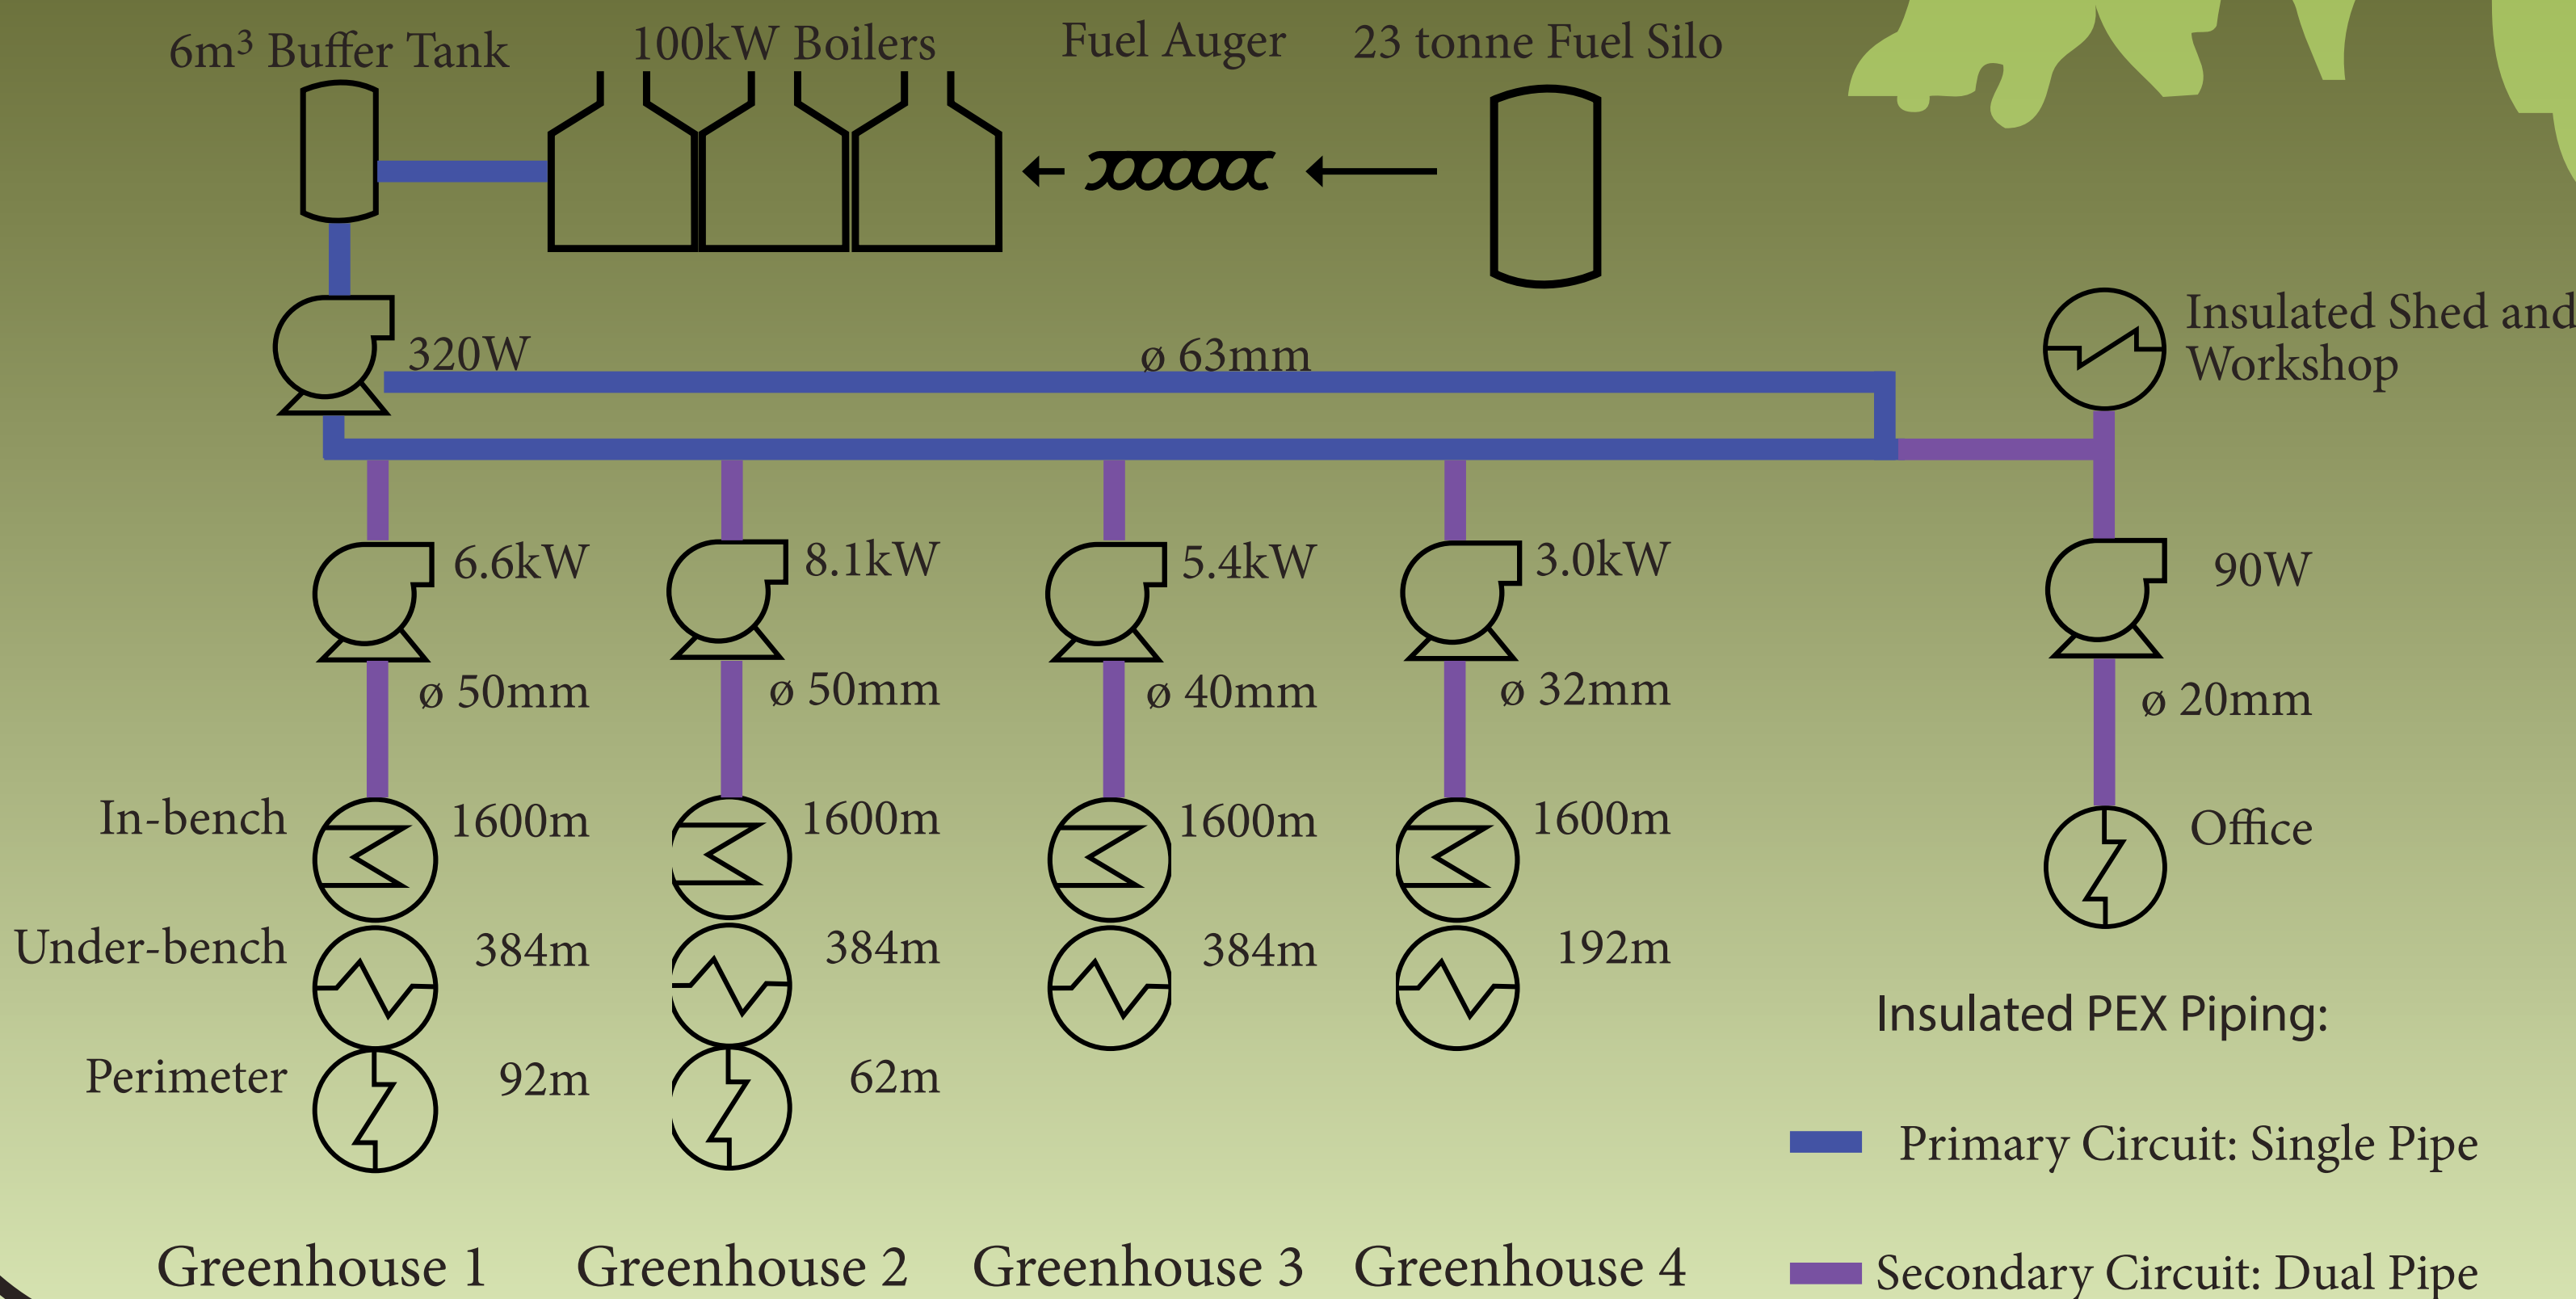 6m³ Buffer Tank
100kW Boilers
Fuel Auger
23 tonne Fuel Silo
320W
ø 63mm
Insulated Shed and
Workshop
6.6kW
8.1kW
5.4kW
3.0kW
90W
ø 50mm
ø 50mm
ø 40mm
ø 32mm
ø 20mm
In-bench
1600m
1600m
1600m
1600m
Office
Under-bench
384m
384m
384m
192m
Insulated PEX Piping:
Perimeter
92m
62m
Primary Circuit: Single Pipe
Greenhouse 1
Greenhouse 2
Greenhouse 3
Greenhouse 4
Secondary Circuit: Dual Pipe